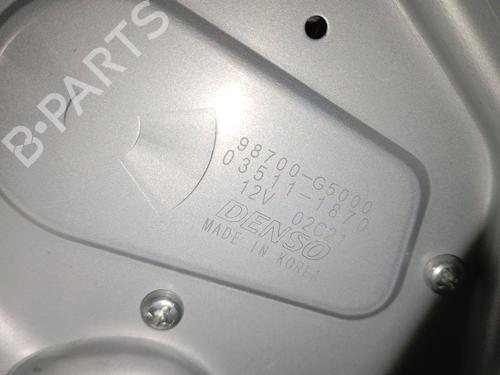 B-PARTS
98700-G5000
03511-1870
12V 02C21
DENSO
MADE IN KOREA